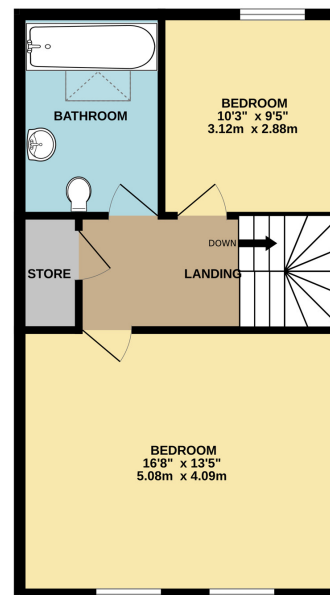 BEDROOM
10'3" x 9'5"
3.12m x 2.88m
BATHROOM
DOWN
STORE
LANDING
BEDROOM
16'8" x 13'5"
5.08m x 4.09m